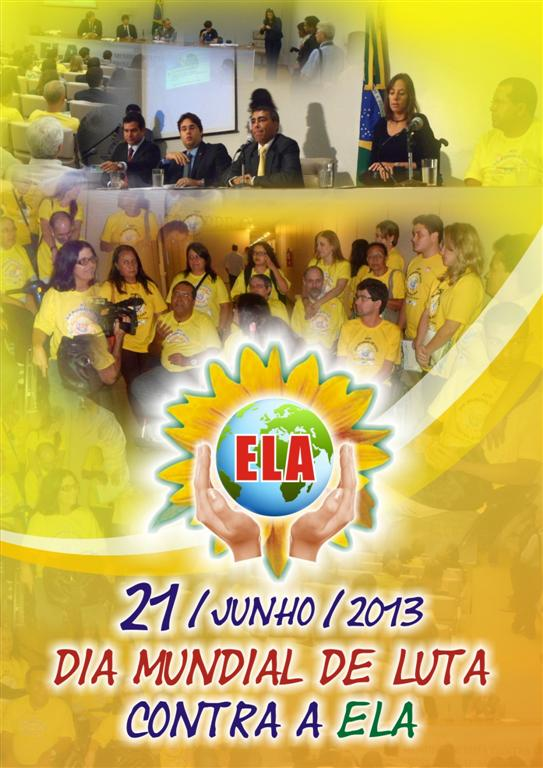 ELA
21/JUNHO/2013
DIA MUNDIAL DE LUTA
CONTRA A ELA